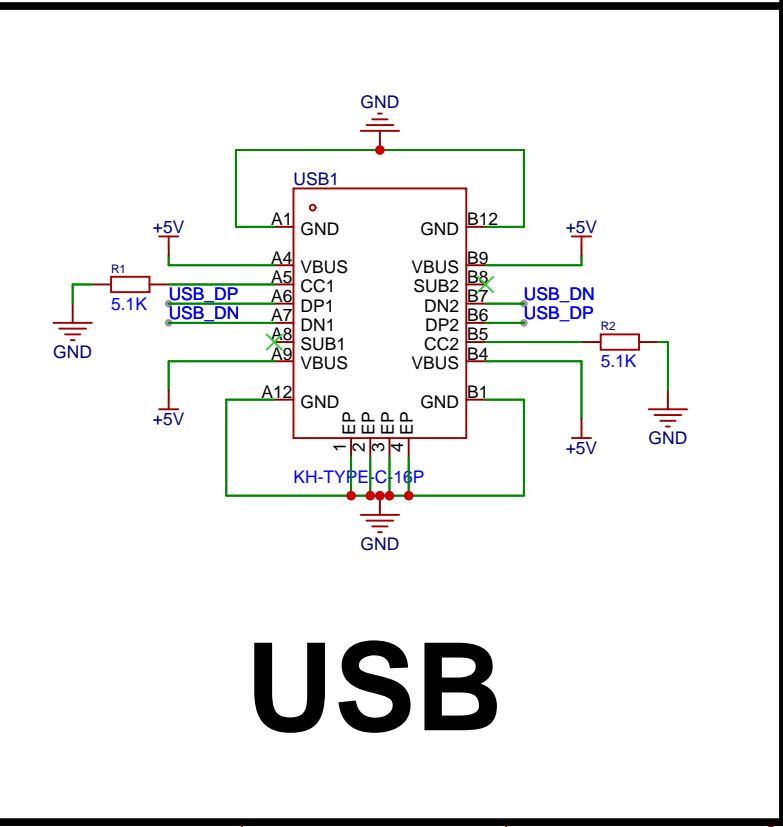 GND
USB1
A1 GND GND B12
+5V +5V
A4 VBUS VBUS B9
R1 A5 CC1 SUB2 B8
5.1K USB_DP A6 DP1 DN2 B7 USB_DN
USB_DN A7 DN1 DP2 B6 USB_DP
A8 SUB1 CC2 B5 R2
GND A9 VBUS VBUS B4 5.1K
A12 GND GND B1
+5V EP EP EP EP +5V GND
1 2 3 4
KH-TYPE-C-16P
GND
USB